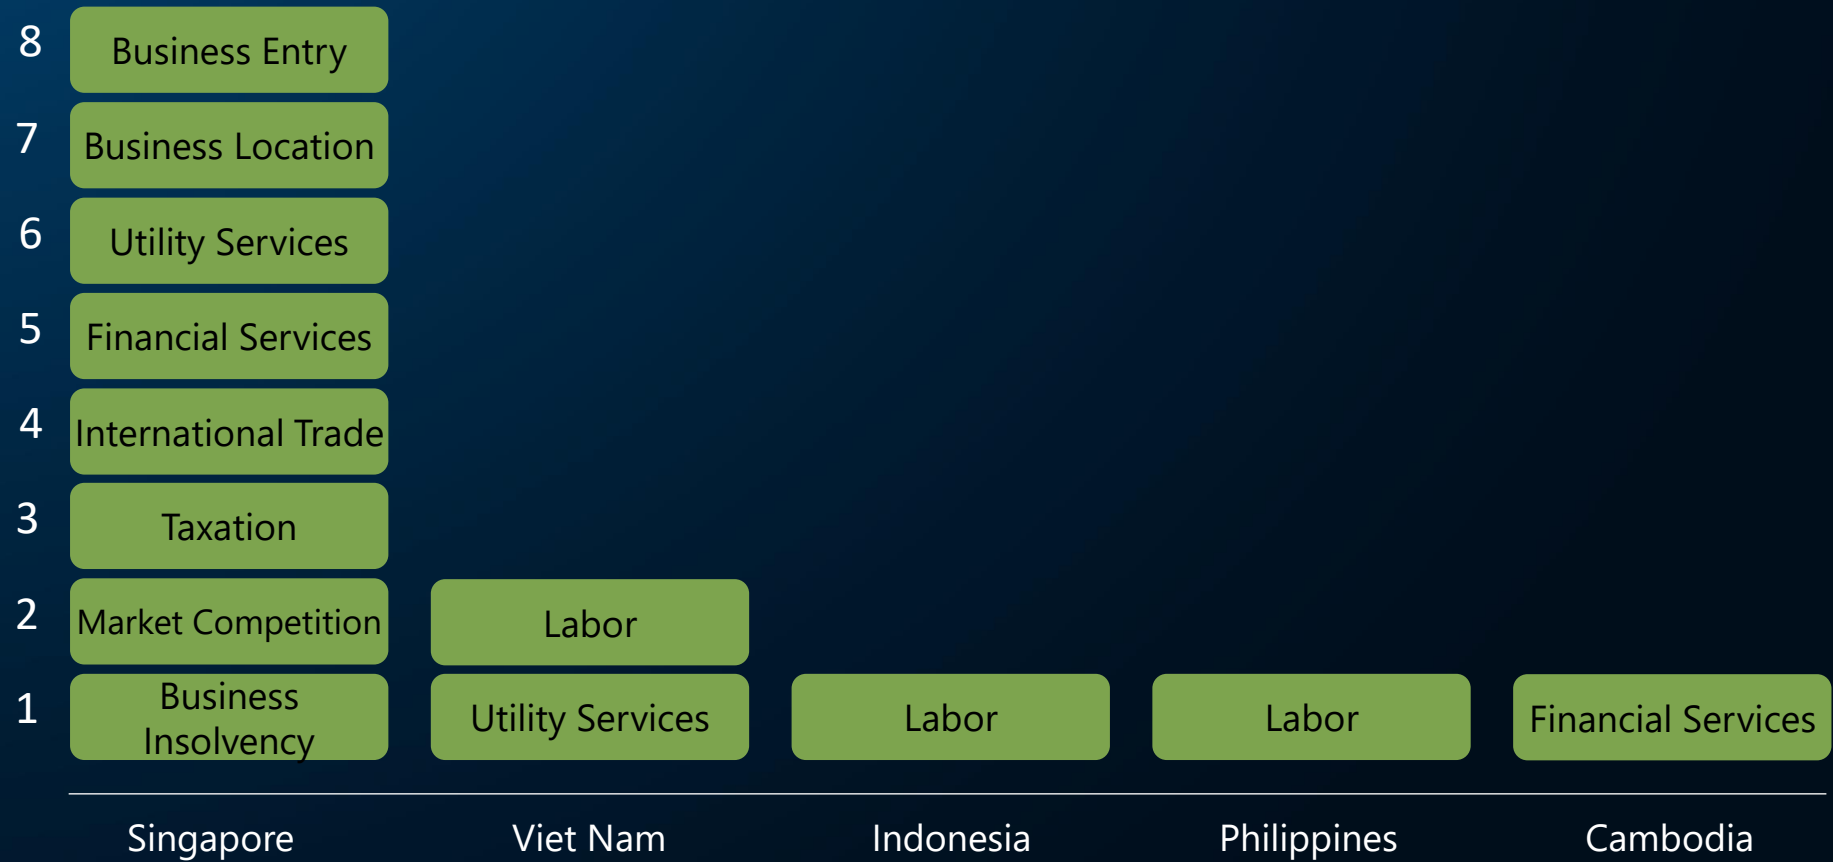 8
Business Entry
7
Business Location
6
Utility Services
5
Financial Services
4
International Trade
3
Taxation
2
Market Competition
Labor
1
Business
Insolvency
Utility Services
Labor
Labor
Financial Services
Singapore
Viet Nam
Indonesia
Philippines
Cambodia